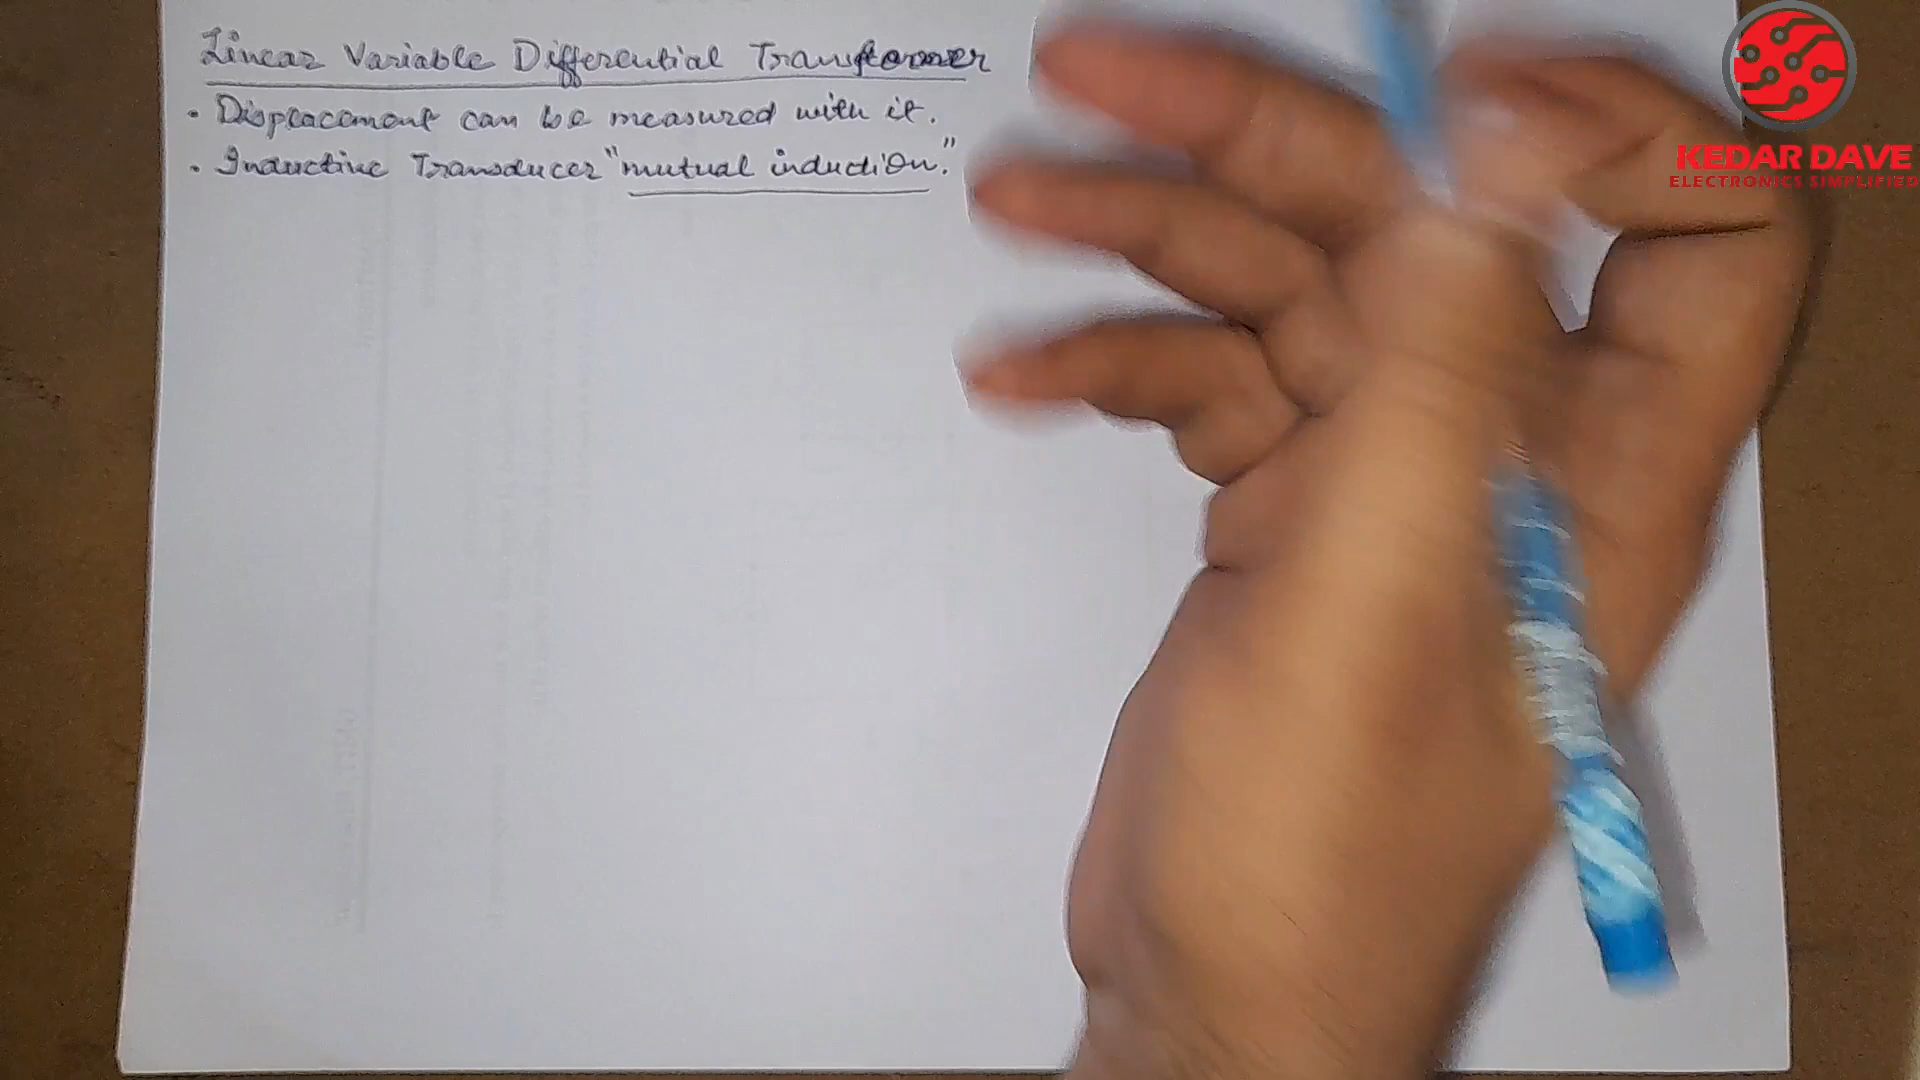 Linear Variable Differential Transformer
• Displacement can be measured with it.
• Inductive Transducer "mutual induction."
KEDAR DAVE
ELECTRONICS SIMPLIFIED